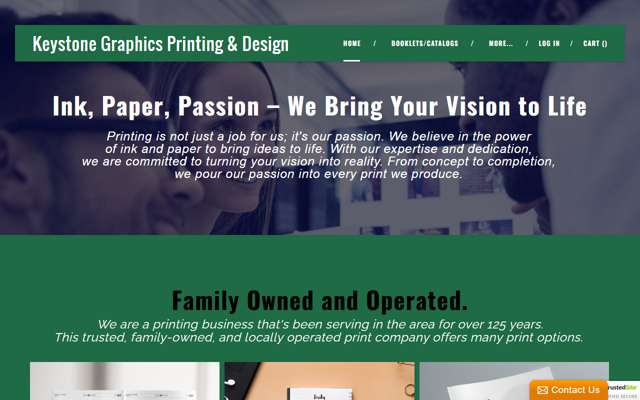 Keystone Graphics Printing & Design
HOME / BOOKLETS/CATALOGS / MORE... / LOG IN / CART ()
Ink, Paper, Passion – We Bring Your Vision to Life
Printing is not just a job for us; it's our passion. We believe in the power
of ink and paper to bring ideas to life. With our expertise and dedication,
we are committed to turning your vision into reality. From concept to completion,
we pour our passion into every print we produce.
Family Owned and Operated.
We are a printing business that's been serving in the area for over 125 years.
This trusted, family-owned, and locally operated print company offers many print options.
Contact Us